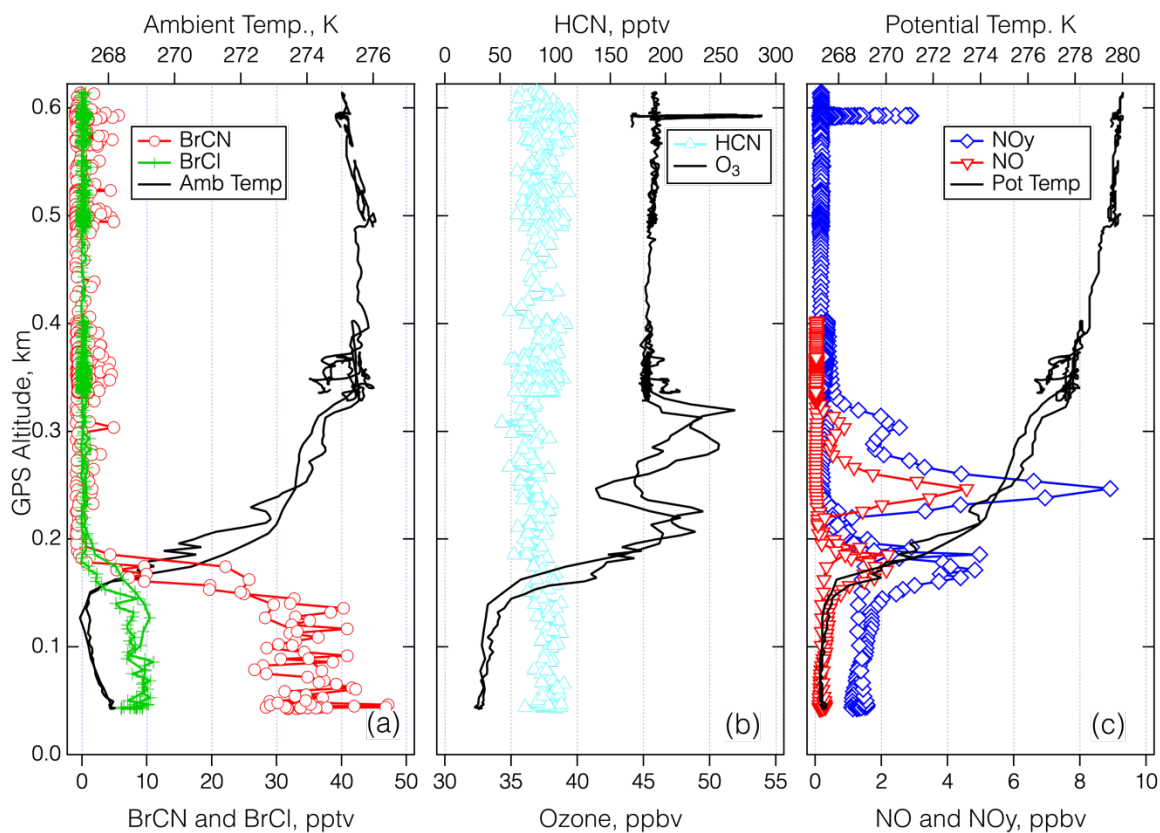 Ambient Temp., K
HCN, pptv
Potential Temp. K
268 270 272 274 276
0 50 100 150 200 250 300
268 270 272 274 276 278 280
0.6
0.5
0.4
0.3
0.2
0.1
0.0
GPS Altitude, km
BrCN
BrCl
Amb Temp
HCN
O₃
NOy
NO
Pot Temp
(a)
(b)
(c)
0 10 20 30 40 50
30 35 40 45 50 55
0 2 4 6 8 10
BrCN and BrCl, pptv
Ozone, ppbv
NO and NOy, ppbv